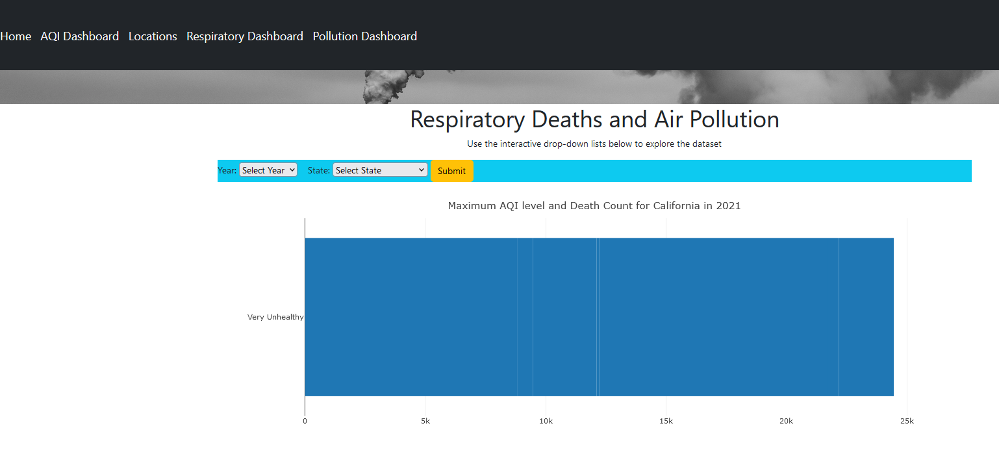 Home AQI Dashboard Locations Respiratory Dashboard Pollution Dashboard
Respiratory Deaths and Air Pollution
Use the interactive drop-down lists below to explore the dataset
Year: Select Year State: Select State Submit
Maximum AQI level and Death Count for California in 2021
Very Unhealthy
0 5k 10k 15k 20k 25k